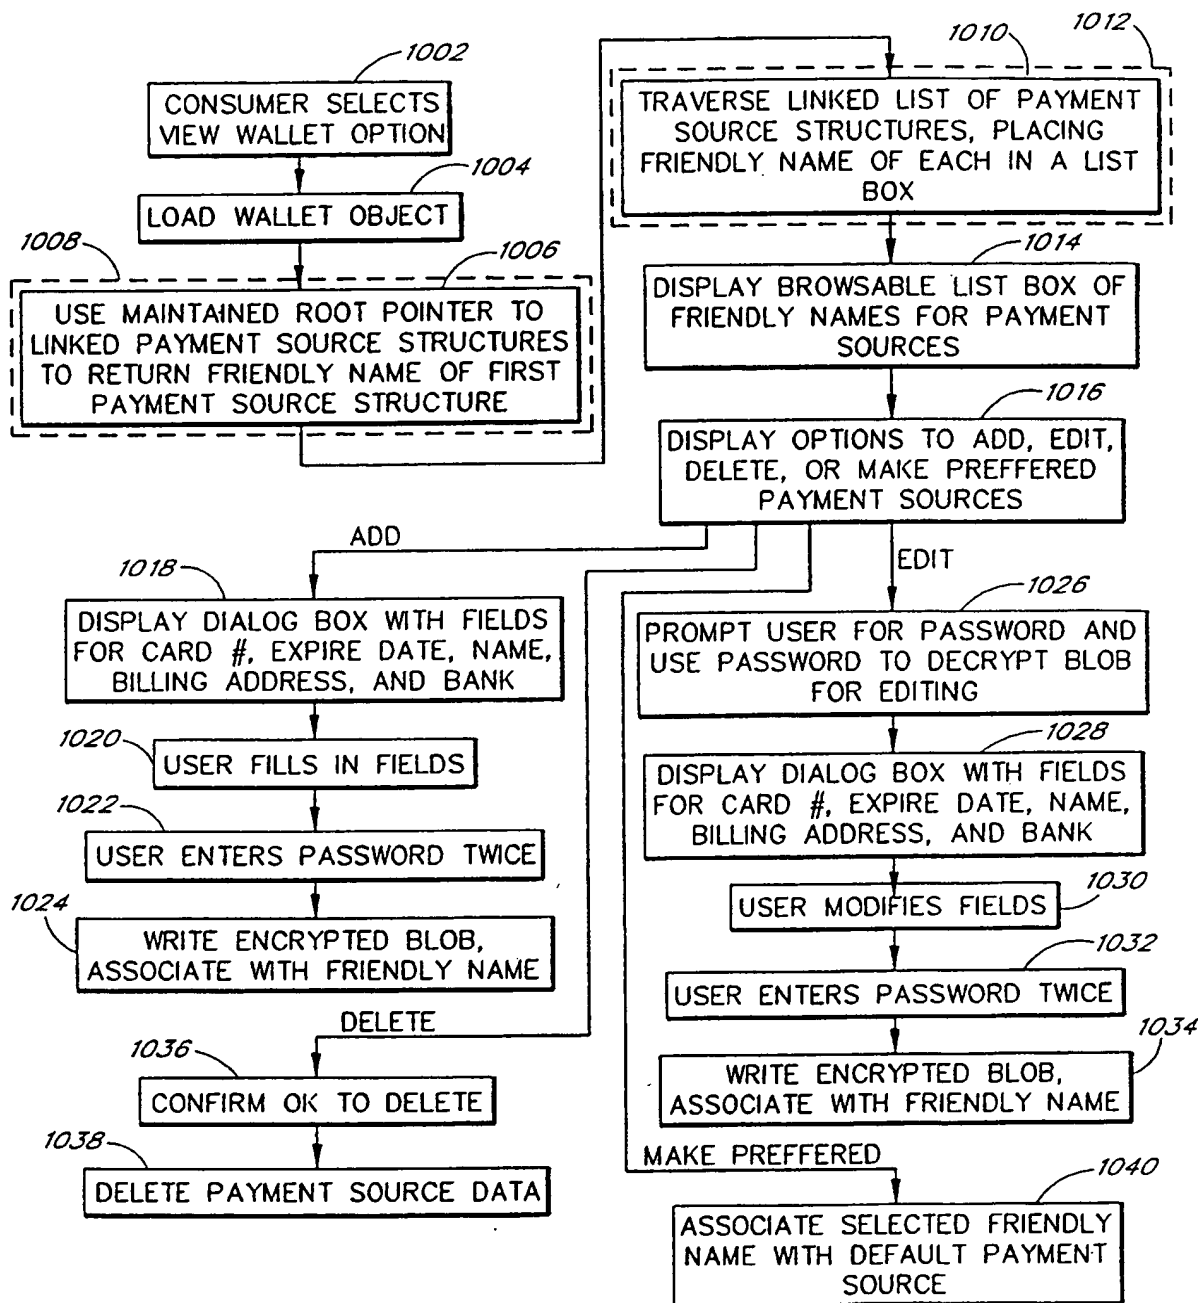 1002
CONSUMER SELECTS
VIEW WALLET OPTION
1004
LOAD WALLET OBJECT
1008
1006
USE MAINTAINED ROOT POINTER TO
LINKED PAYMENT SOURCE STRUCTURES
TO RETURN FRIENDLY NAME OF FIRST
PAYMENT SOURCE STRUCTURE
1010
1012
TRAVERSE LINKED LIST OF PAYMENT
SOURCE STRUCTURES, PLACING
FRIENDLY NAME OF EACH IN A LIST
BOX
1014
DISPLAY BROWSABLE LIST BOX OF
FRIENDLY NAMES FOR PAYMENT
SOURCES
1016
DISPLAY OPTIONS TO ADD, EDIT,
DELETE, OR MAKE PREFFERED
PAYMENT SOURCES
ADD
1018
DISPLAY DIALOG BOX WITH FIELDS
FOR CARD #, EXPIRE DATE, NAME,
BILLING ADDRESS, AND BANK
1020
USER FILLS IN FIELDS
1022
USER ENTERS PASSWORD TWICE
1024
WRITE ENCRYPTED BLOB,
ASSOCIATE WITH FRIENDLY NAME
EDIT
1026
PROMPT USER FOR PASSWORD AND
USE PASSWORD TO DECRYPT BLOB
FOR EDITING
1028
DISPLAY DIALOG BOX WITH FIELDS
FOR CARD #, EXPIRE DATE, NAME,
BILLING ADDRESS, AND BANK
1030
USER MODIFIES FIELDS
1032
USER ENTERS PASSWORD TWICE
1034
WRITE ENCRYPTED BLOB,
ASSOCIATE WITH FRIENDLY NAME
DELETE
1036
CONFIRM OK TO DELETE
1038
DELETE PAYMENT SOURCE DATA
MAKE PREFFERED
1040
ASSOCIATE SELECTED FRIENDLY
NAME WITH DEFAULT PAYMENT
SOURCE